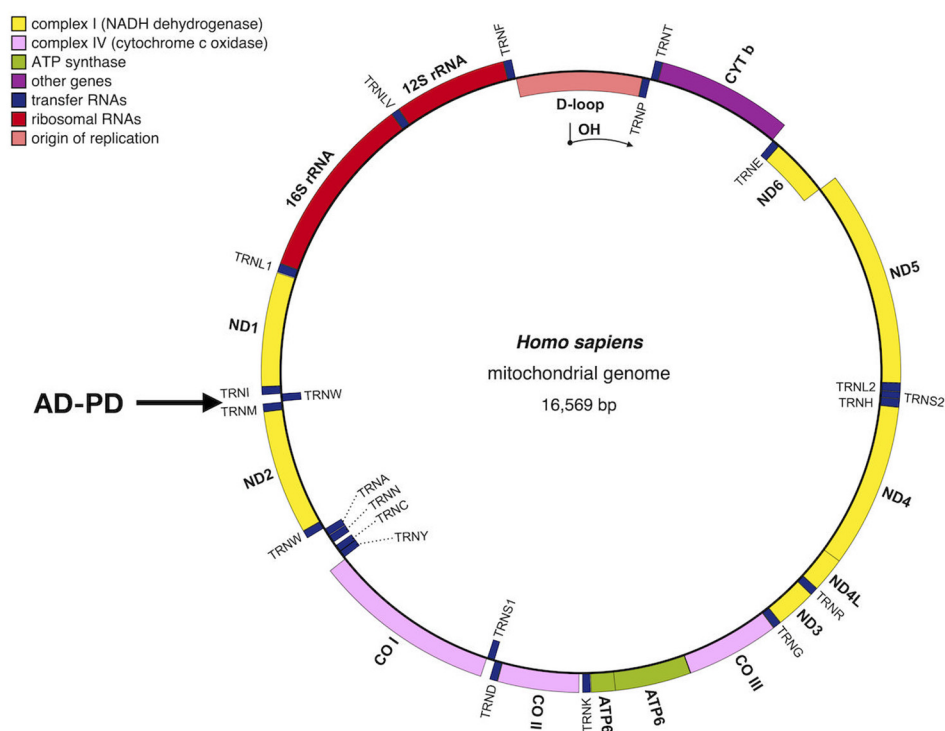 complex I (NADH dehydrogenase)
complex IV (cytochrome c oxidase)
ATP synthase
other genes
transfer RNAs
ribosomal RNAs
origin of replication
TRNF
TRNT
12S rRNA
CYT b
TRNLV
D-loop
TRNP
OH
16S rRNA
TRNE
ND6
TRNL1
ND5
ND1
Homo sapiens
mitochondrial genome
16,569 bp
AD-PD
TRNI
TRNW
TRNM
TRNL2
TRNH
TRNS2
ND2
ND4
TRNA
TRNN
TRNC
TRNY
TRNW
ND4L
TRNR
ND3
TRNG
TRNS1
CO I
CO III
TRND
CO II
TRNK
ATP6
ATP6